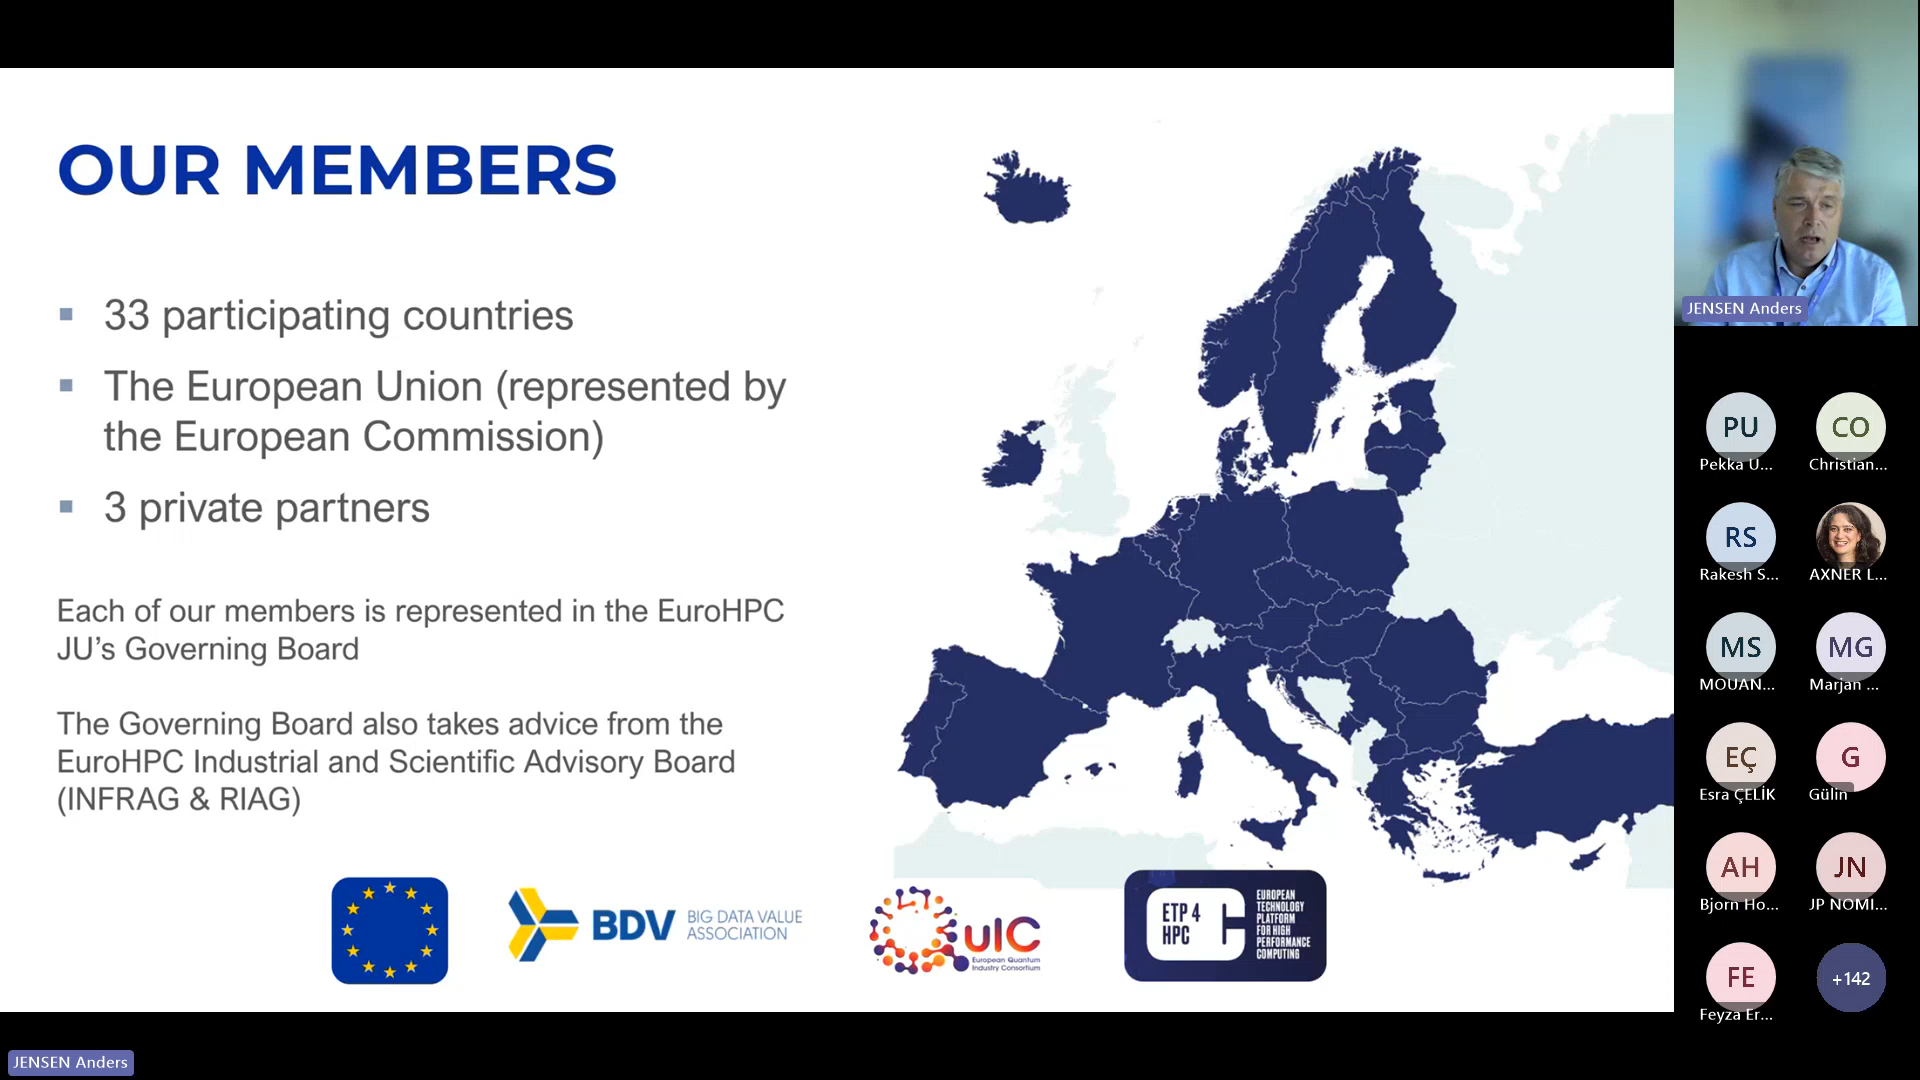 OUR MEMBERS
33 participating countries
The European Union (represented by
the European Commission)
3 private partners
Each of our members is represented in the EuroHPC
JU’s Governing Board
The Governing Board also takes advice from the
EuroHPC Industrial and Scientific Advisory Board
(INFRAG & RIAG)
BDV
BIG DATA VALUE
ASSOCIATION
QuIC
European Quantum
Industry Consortium
ETP 4
HPC
EUROPEAN
TECHNOLOGY
PLATFORM
FOR HIGH
PERFORMANCE
COMPUTING
JENSEN Anders
PU
CO
Pekka U...
Christian...
RS
Rakesh S...
AXNER L...
MS
MG
MOUAN...
Marjan ...
EÇ
G
Esra ÇELİK
Gülin
AH
JN
Bjorn Ho...
JP NOMI...
FE
+142
Feyza Er...
JENSEN Anders